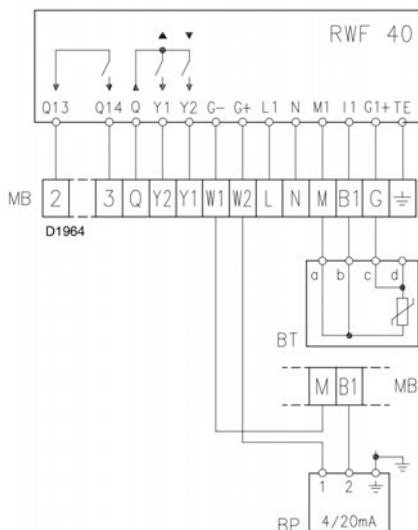 RWF 40
Q13 Q14 Q Y1 Y2 G- G+ L1 N M1 I1 G1+ TE
MB 2 3 Q Y2 Y1 W1 W2 L N M B1 G
D1964
a b c d
BT
M B1 MB
1 2
BP 4/20mA